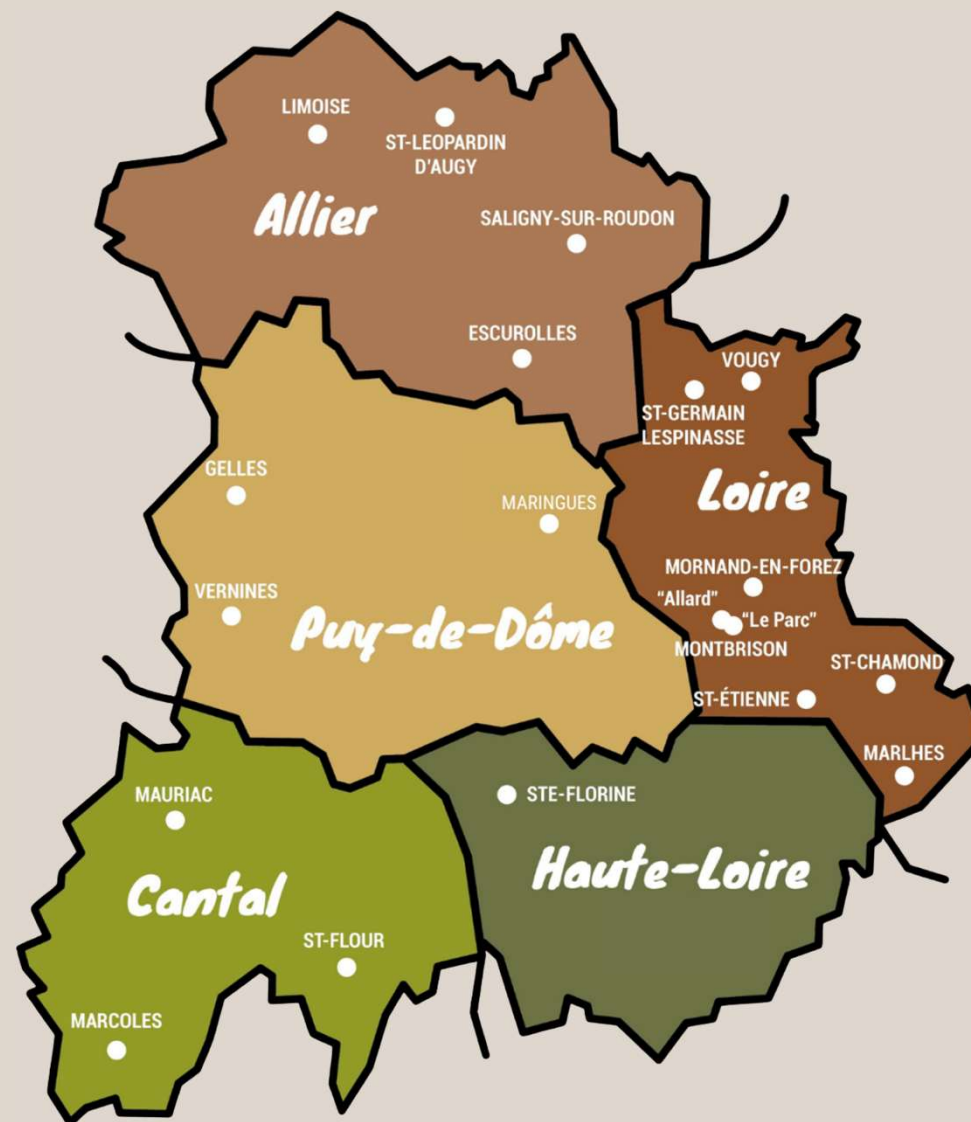 LIMOISE
ST-LEOPARDIN
D'AUGY
Allier
SALIGNY-SUR-ROUDON
ESCUROLLES
VOUGY
ST-GERMAIN
LESPINASSE
Loire
GELLES
MARINGUES
VERNINES
Puy-de-Dôme
MORNAND-EN-FOREZ
“Allard”
“Le Parc”
MONTBRISON
ST-CHAMOND
ST-ÉTIENNE
MARLHES
MAURIAC
STE-FLORINE
Cantal
Haute-Loire
ST-FLOUR
MARCOLES